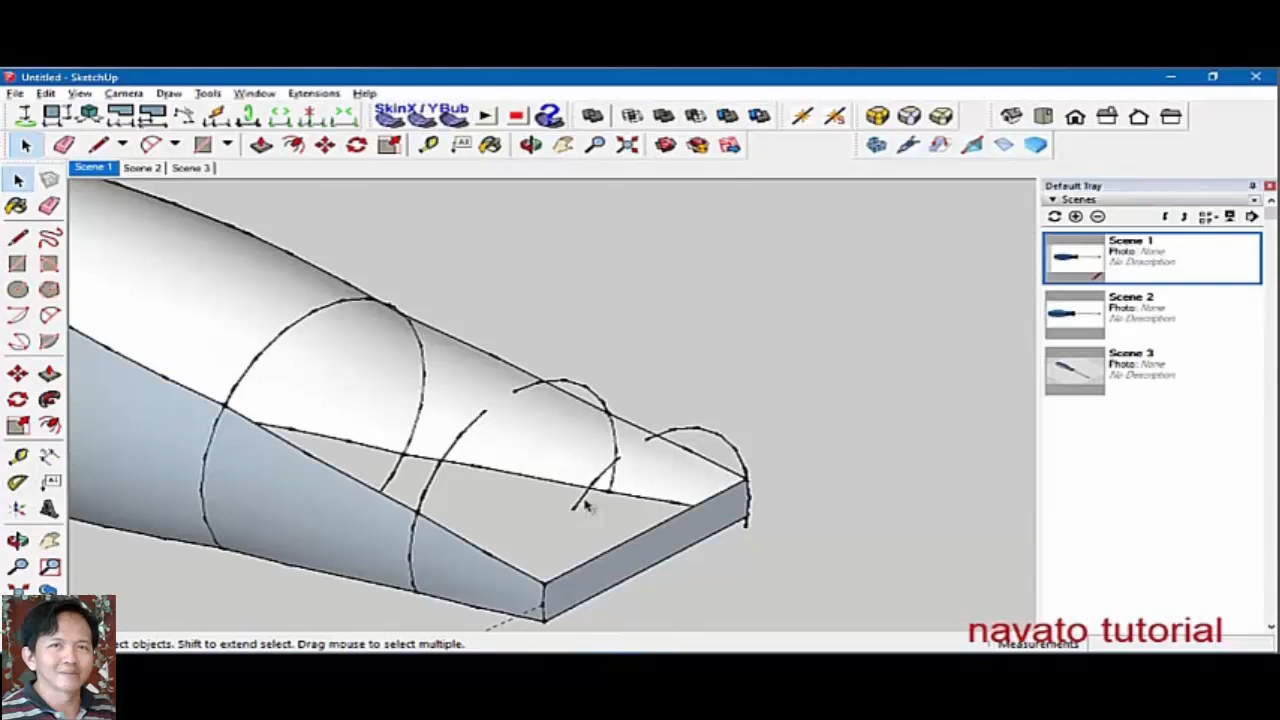 Untitled - SketchUp
File Edit View Camera Draw Tools Window Extensions Help
SkinX / YBub
Scene 1 Scene 2 Scene 3
Default Tray
Scenes
Scene 1
Photo: None
No Description
Scene 2
Photo: None
No Description
Scene 3
Photo: None
No Description
ect objects. Shift to extend select. Drag mouse to select multiple.
Measurements
navato tutorial